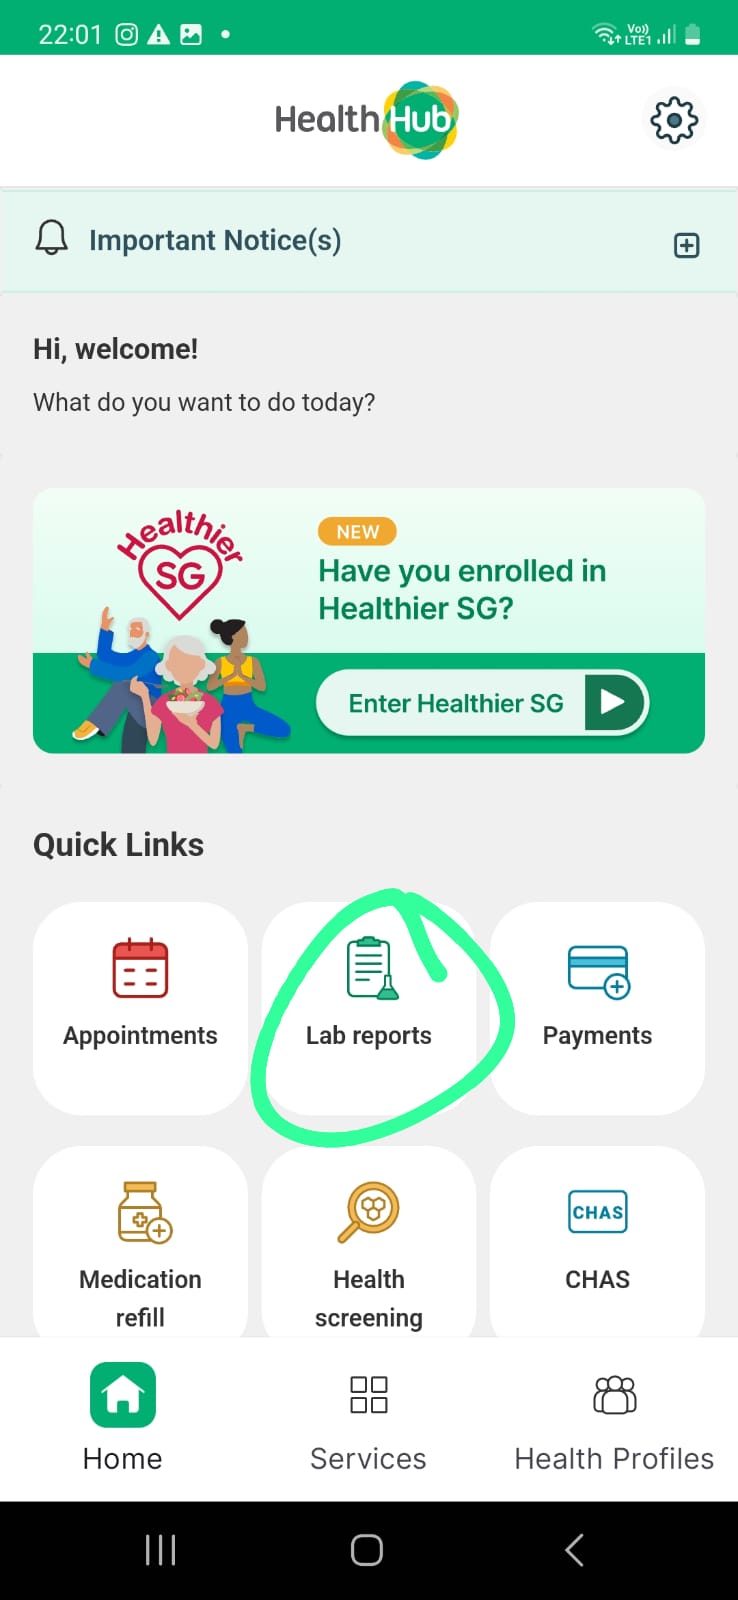 22:01
Vo))
LTE1
HealthHub
Important Notice(s)
Hi, welcome!
What do you want to do today?
Healthier
SG
NEW
Have you enrolled in
Healthier SG?
Enter Healthier SG
Quick Links
Appointments
Lab reports
Payments
Medication
refill
Health
screening
CHAS
CHAS
Home
Services
Health Profiles